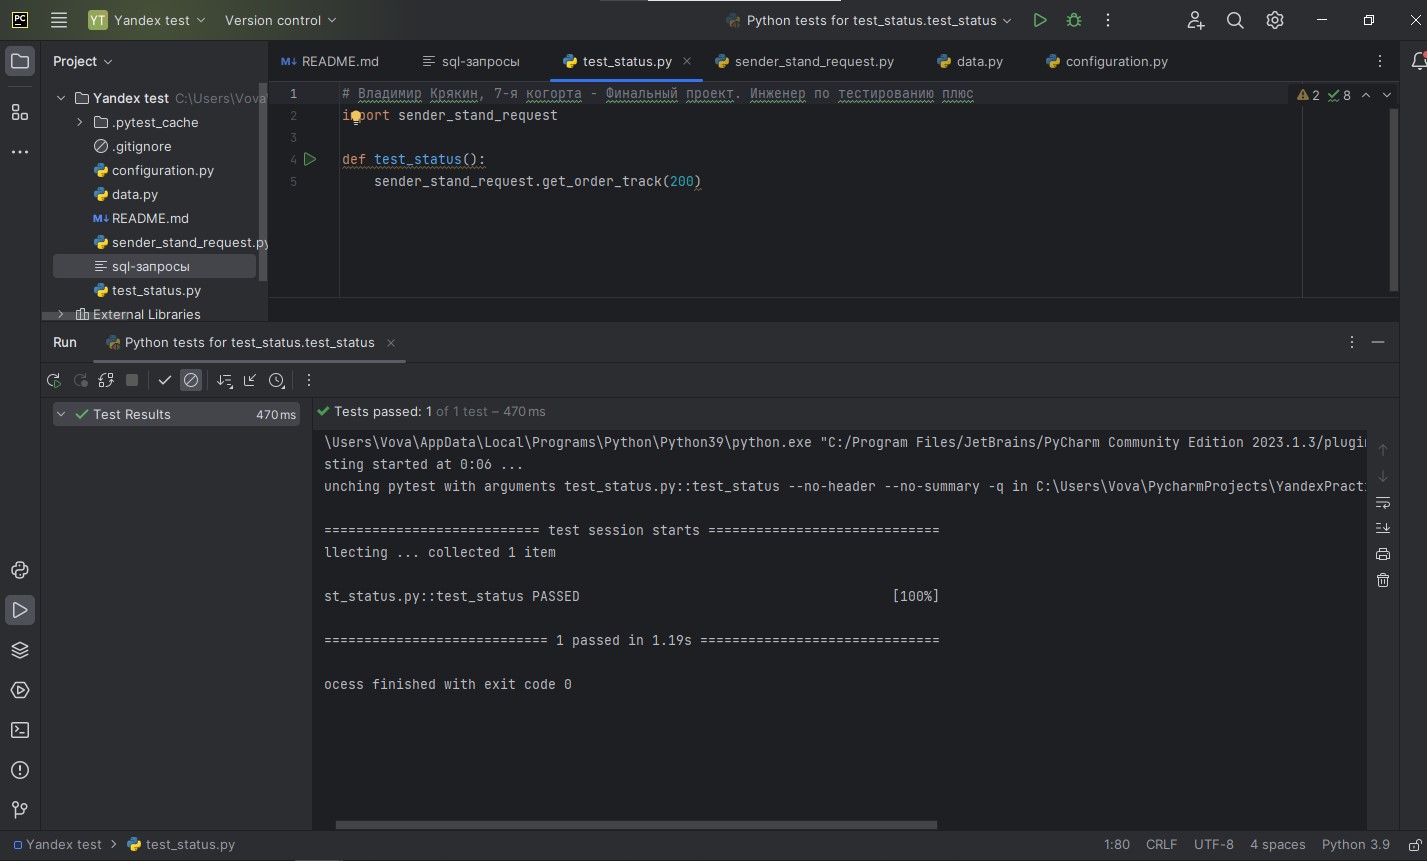 PC
YT Yandex test
Version control
Python tests for test_status.test_status
Project
README.md
sql-запросы
test_status.py
sender_stand_request.py
data.py
configuration.py
Yandex test C:\Users\Vova\
.pytest_cache
.gitignore
configuration.py
data.py
README.md
sender_stand_request.py
sql-запросы
test_status.py
External Libraries
1 # Владимир Крякин, 7-я когорта - Финальный проект. Инженер по тестированию плюс
2 8
2 import sender_stand_request
3
4 def test_status():
5 sender_stand_request.get_order_track(200)
Run
Python tests for test_status.test_status
Test Results 470 ms
Tests passed: 1 of 1 test – 470 ms
\Users\Vova\AppData\Local\Programs\Python\Python39\python.exe "C:/Program Files/JetBrains/PyCharm Community Edition 2023.1.3/plugin
sting started at 0:06 ...
unching pytest with arguments test_status.py::test_status --no-header --no-summary -q in C:\Users\Vova\PycharmProjects\YandexPracti
=========================== test session starts =============================
llecting ... collected 1 item
st_status.py::test_status PASSED [100%]
============================ 1 passed in 1.19s ==============================
ocess finished with exit code 0
Yandex test > test_status.py
1:80 CRLF UTF-8 4 spaces Python 3.9